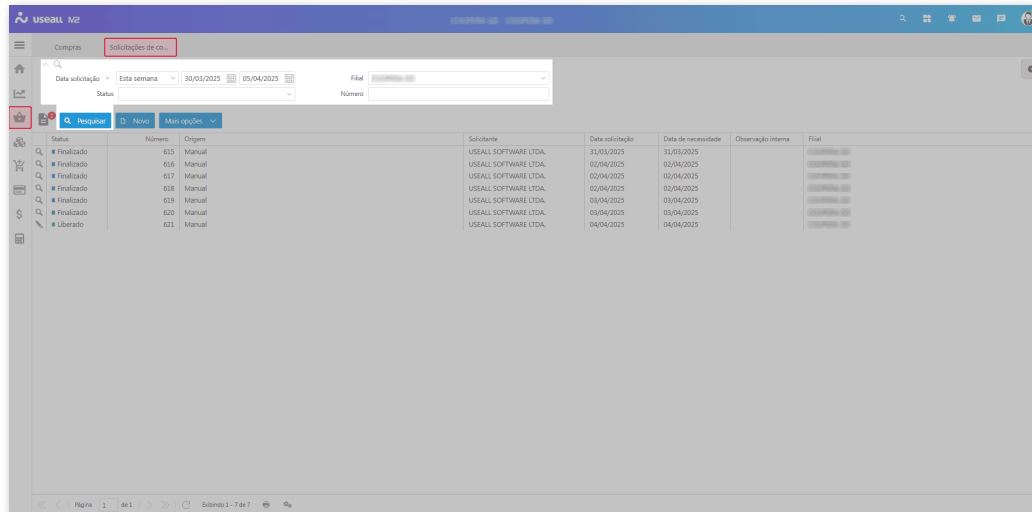 useall M2
Compras Solicitações de co...
Data solicitação Esta semana 30/03/2025 05/04/2025 Filial
Status Número
2 Pesquisar Novo Mais opções
Status Número Origem Solicitante Data solicitação Data de necessidade Observação interna Filial
Finalizado 615 Manual USEALL SOFTWARE LTDA. 31/03/2025 31/03/2025
Finalizado 616 Manual USEALL SOFTWARE LTDA. 02/04/2025 02/04/2025
Finalizado 617 Manual USEALL SOFTWARE LTDA. 02/04/2025 02/04/2025
Finalizado 618 Manual USEALL SOFTWARE LTDA. 02/04/2025 02/04/2025
Finalizado 619 Manual USEALL SOFTWARE LTDA. 03/04/2025 03/04/2025
Finalizado 620 Manual USEALL SOFTWARE LTDA. 03/04/2025 03/04/2025
Liberado 621 Manual USEALL SOFTWARE LTDA. 04/04/2025 04/04/2025
Página 1 de 1 Exibindo 1 - 7 de 7